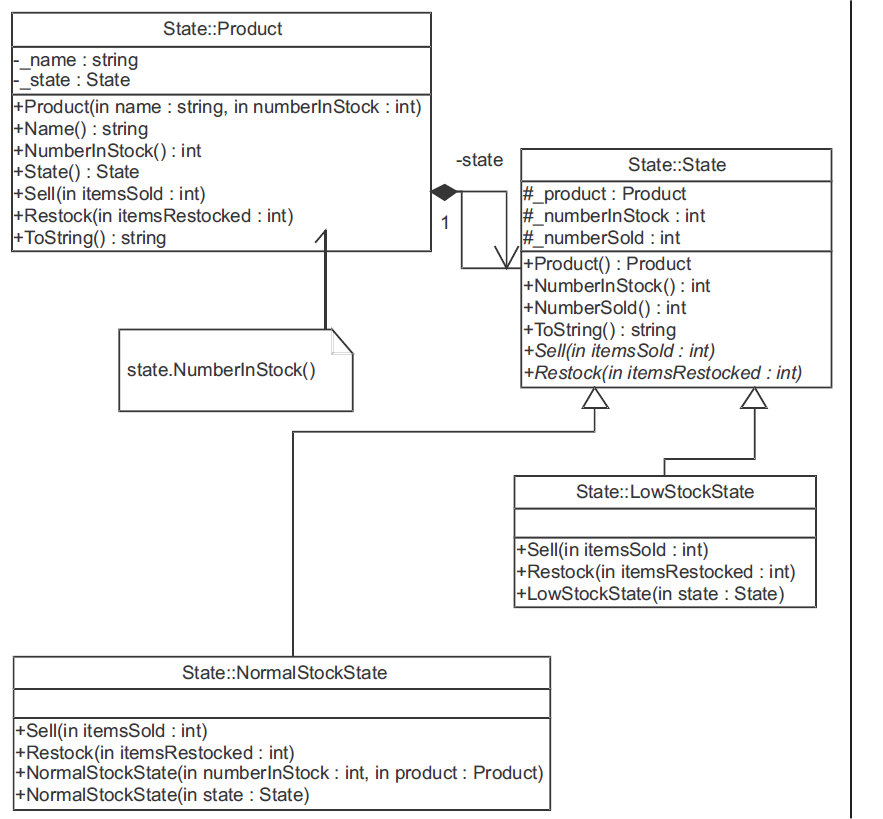 State::Product
-_name : string
-_state : State
+Product(in name : string, in numberInStock : int)
+Name() : string
+NumberInStock() : int
+State() : State
+Sell(in itemsSold : int)
+Restock(in itemsRestocked : int)
+ToString() : string
-state
1
State::State
#_product : Product
#_numberInStock : int
#_numberSold : int
+Product() : Product
+NumberInStock() : int
+NumberSold() : int
+ToString() : string
+Sell(in itemsSold : int)
+Restock(in itemsRestocked : int)
state.NumberInStock()
State::LowStockState
+Sell(in itemsSold : int)
+Restock(in itemsRestocked : int)
+LowStockState(in state : State)
State::NormalStockState
+Sell(in itemsSold : int)
+Restock(in itemsRestocked : int)
+NormalStockState(in numberInStock : int, in product : Product)
+NormalStockState(in state : State)